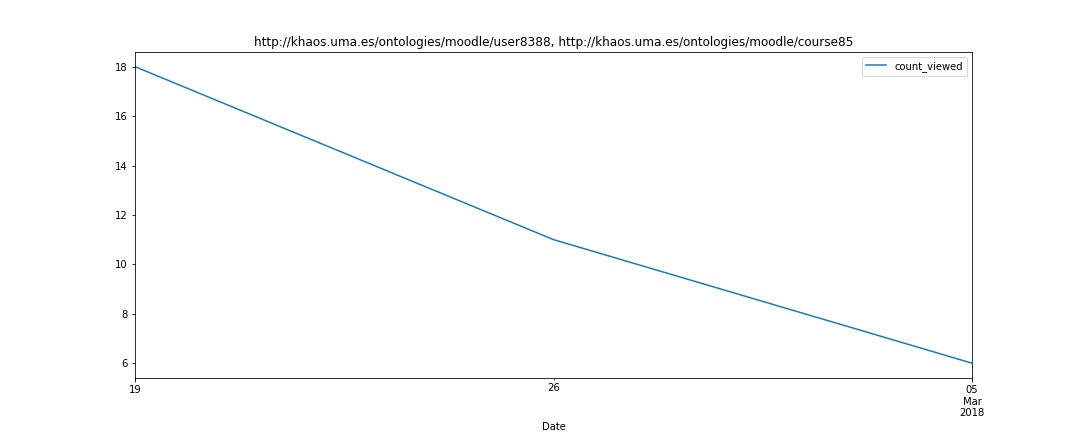 http://khaos.uma.es/ontologies/moodle/user8388, http://khaos.uma.es/ontologies/moodle/course85
count_viewed
18
16
14
12
10
8
6
19
26
05
Mar
2018
Date